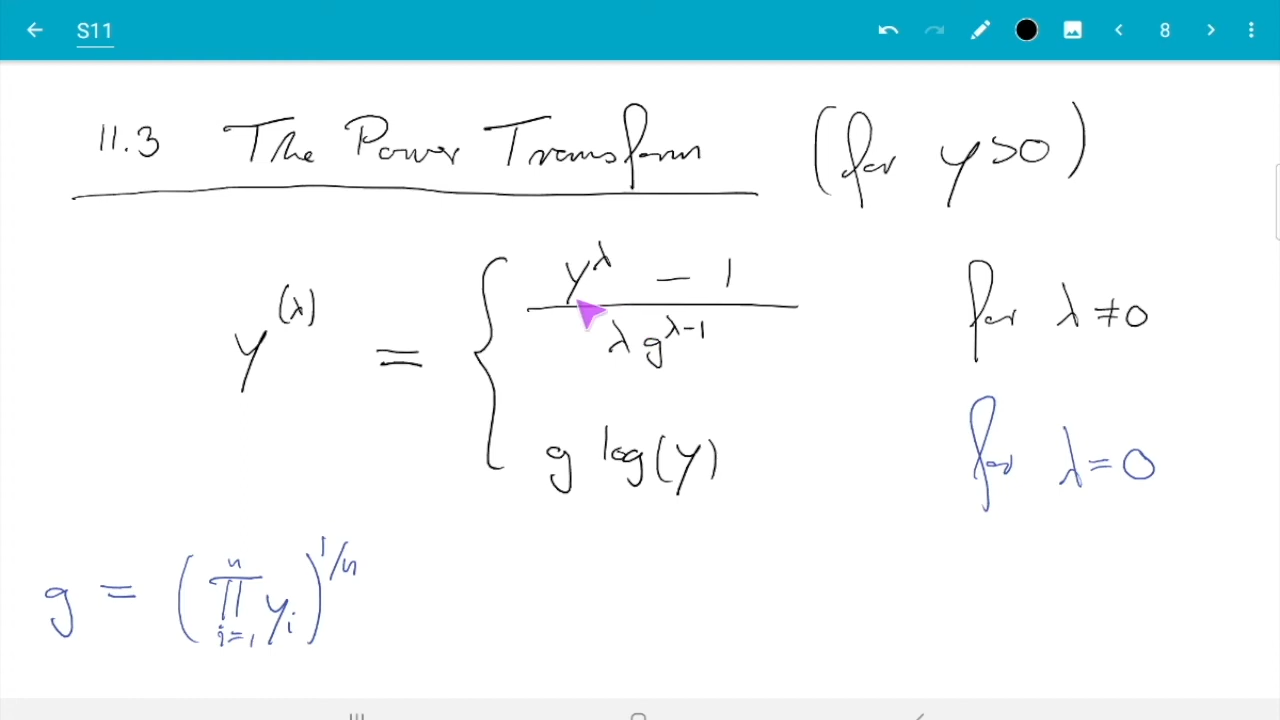 S11
8
11.3 The Power Transform (for y>0)
y^(λ) = { (y^λ − 1) / (λ g^(λ−1)) for λ ≠ 0
g log(y) for λ = 0
g = (∏_{i=1}^{n} y_i)^{1/n}